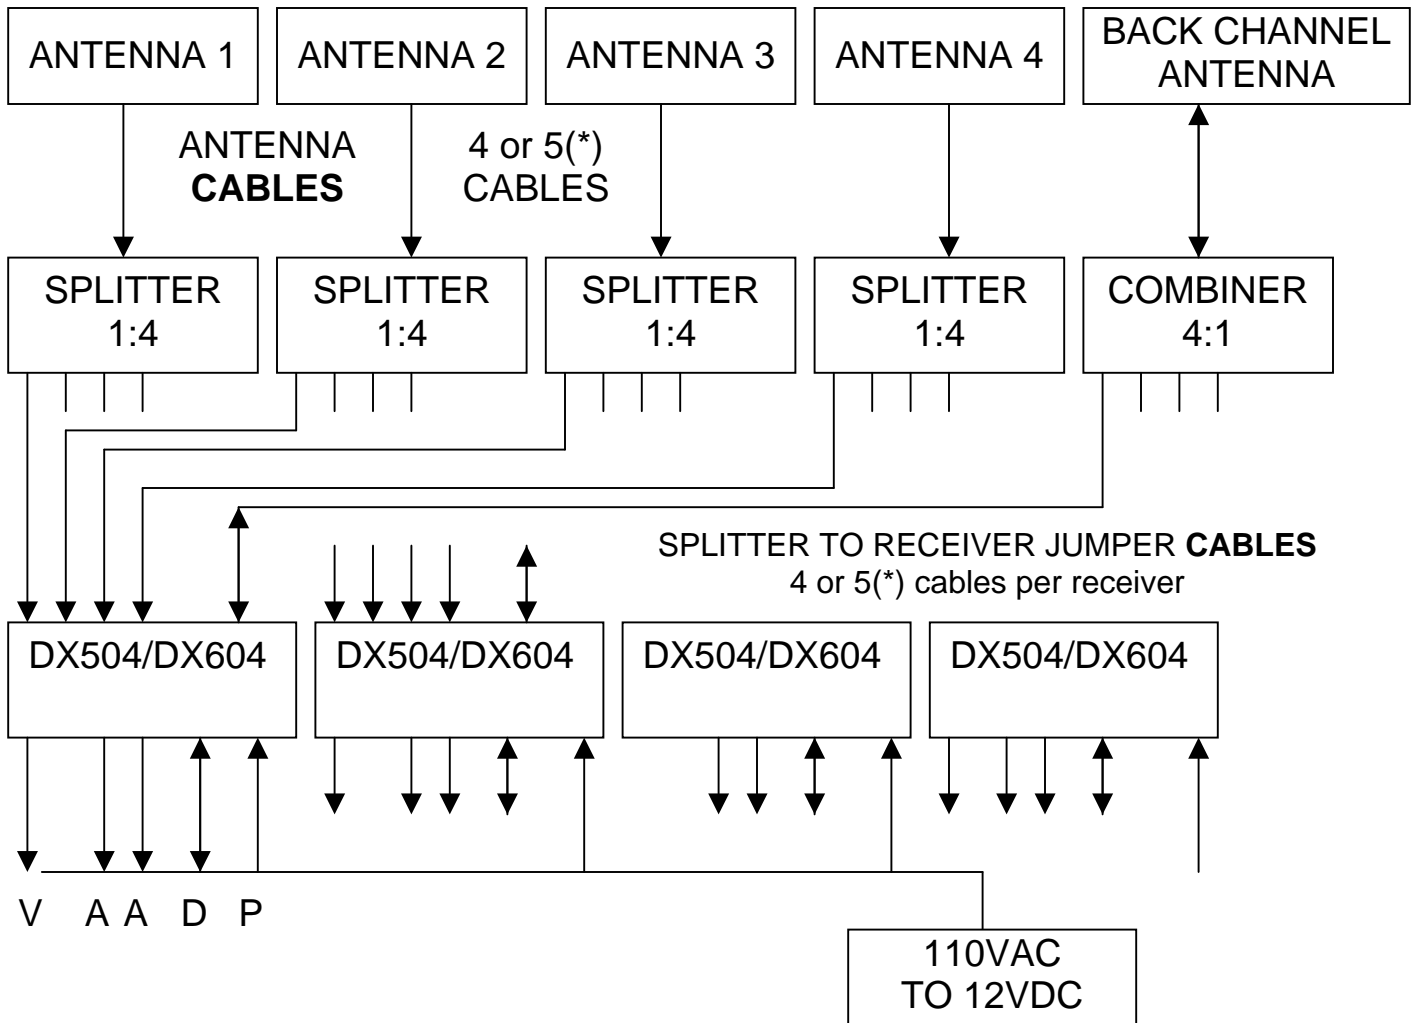 ANTENNA 1
ANTENNA 2
ANTENNA 3
ANTENNA 4
BACK CHANNEL
ANTENNA
ANTENNA
CABLES
4 or 5(*)
CABLES
SPLITTER
1:4
SPLITTER
1:4
SPLITTER
1:4
SPLITTER
1:4
COMBINER
4:1
SPLITTER TO RECEIVER JUMPER CABLES
4 or 5(*) cables per receiver
DX504/DX604
DX504/DX604
DX504/DX604
DX504/DX604
V A A D P
110VAC
TO 12VDC